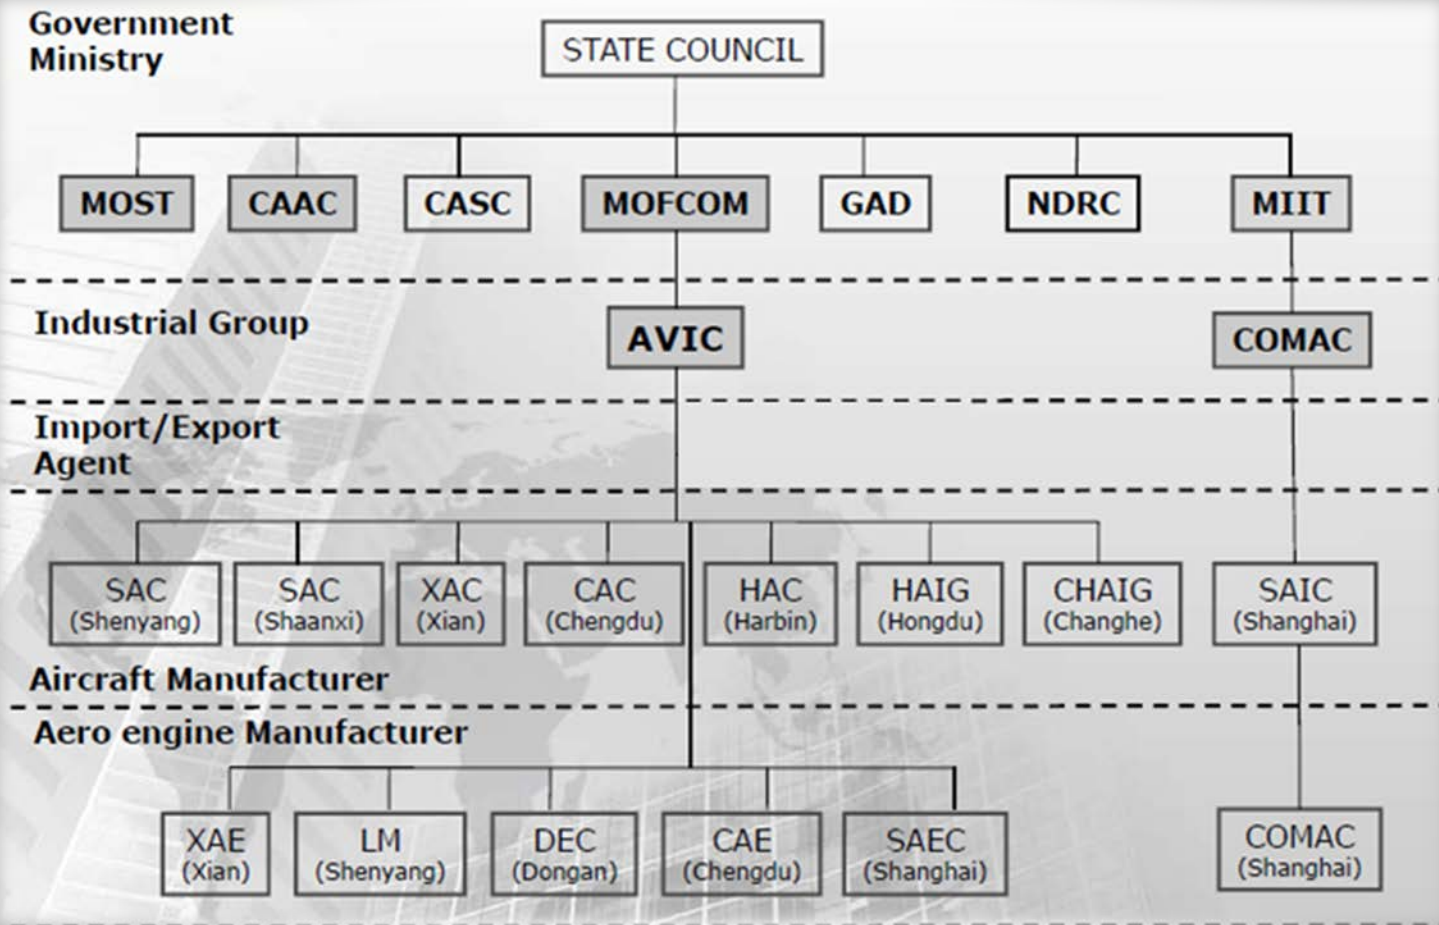 Government
Ministry
STATE COUNCIL
MOST
CAAC
CASC
MOFCOM
GAD
NDRC
MIIT
Industrial Group
AVIC
COMAC
Import/Export
Agent
SAC
(Shenyang)
SAC
(Shaanxi)
XAC
(Xian)
CAC
(Chengdu)
HAC
(Harbin)
HAIG
(Hongdu)
CHAIG
(Changhe)
SAIC
(Shanghai)
Aircraft Manufacturer
Aero engine Manufacturer
XAE
(Xian)
LM
(Shenyang)
DEC
(Dongan)
CAE
(Chengdu)
SAEC
(Shanghai)
COMAC
(Shanghai)